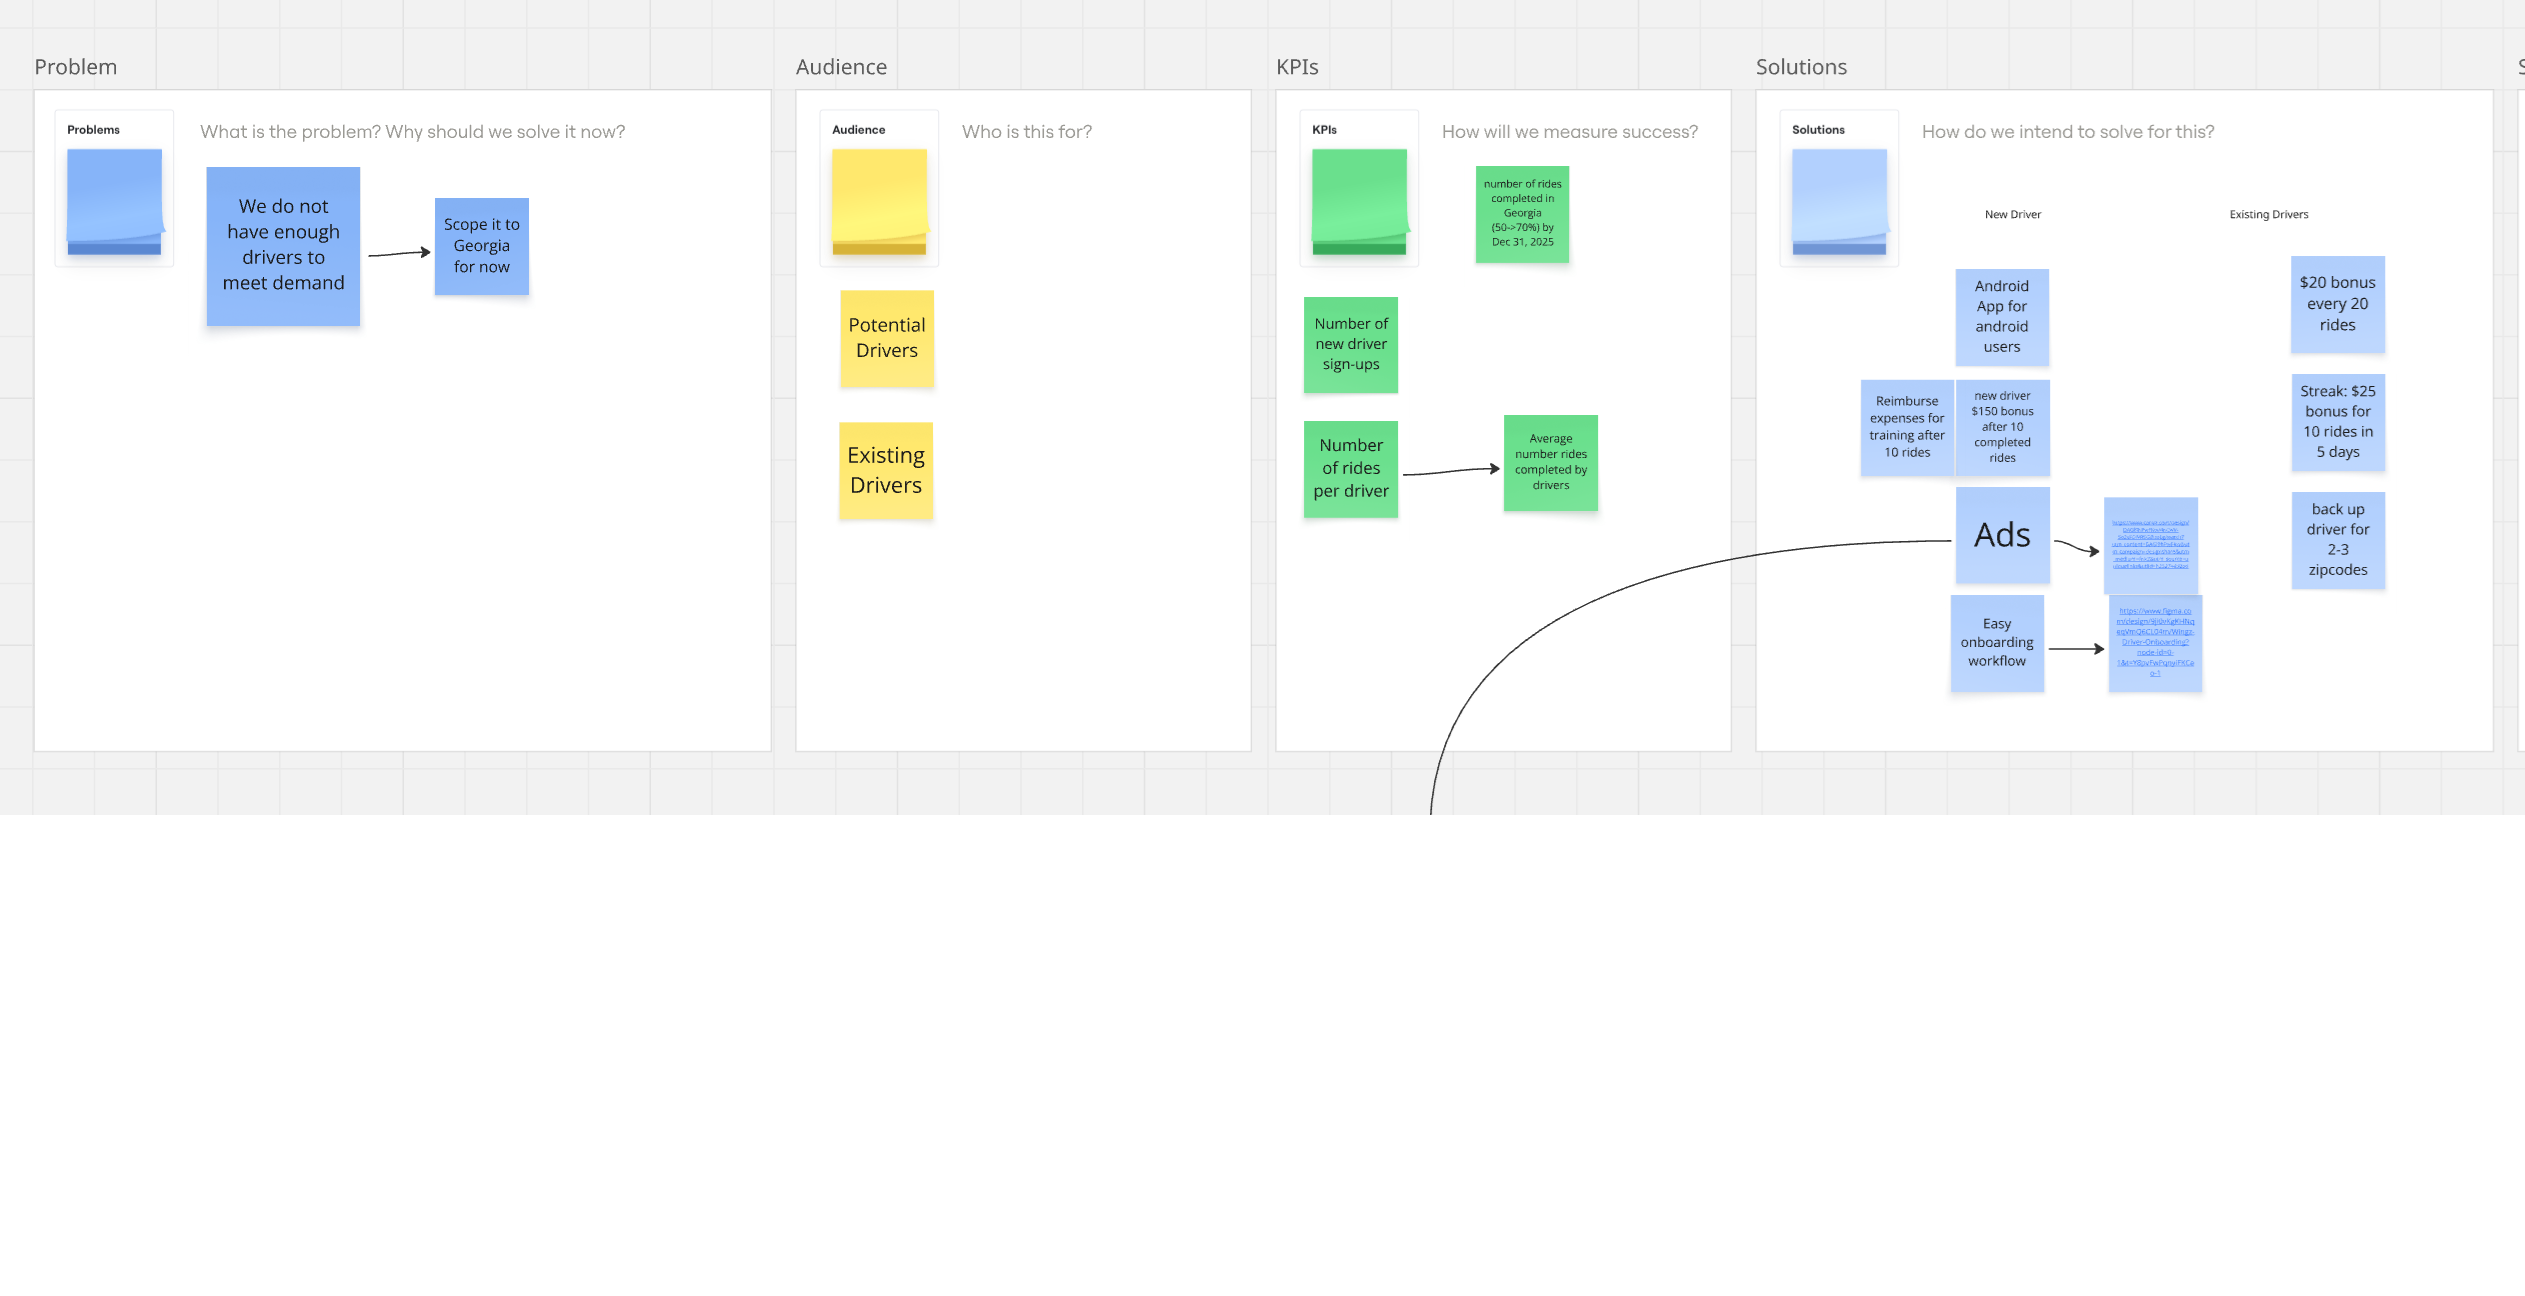 Problem
Problems
What is the problem? Why should we solve it now?
We do not
have enough
drivers to
meet demand
Scope it to
Georgia
for now
Audience
Audience
Who is this for?
Potential
Drivers
Existing
Drivers
KPIs
KPIs
How will we measure success?
number of rides
completed in
Georgia
(50->70%) by
Dec 31, 2025
Number of
new driver
sign-ups
Number
of rides
per driver
Average
number rides
completed by
drivers
Solutions
Solutions
How do we intend to solve for this?
New Driver
Android
App for
android
users
Reimburse
expenses for
training after
10 rides
new driver
$150 bonus
after 10
completed
rides
Ads
Easy
onboarding
workflow
https://www.figma.co
Driver-Onboarding?
node-id=0-
Existing Drivers
$20 bonus
every 20
rides
Streak: $25
bonus for
10 rides in
5 days
back up
driver for
2-3
zipcodes